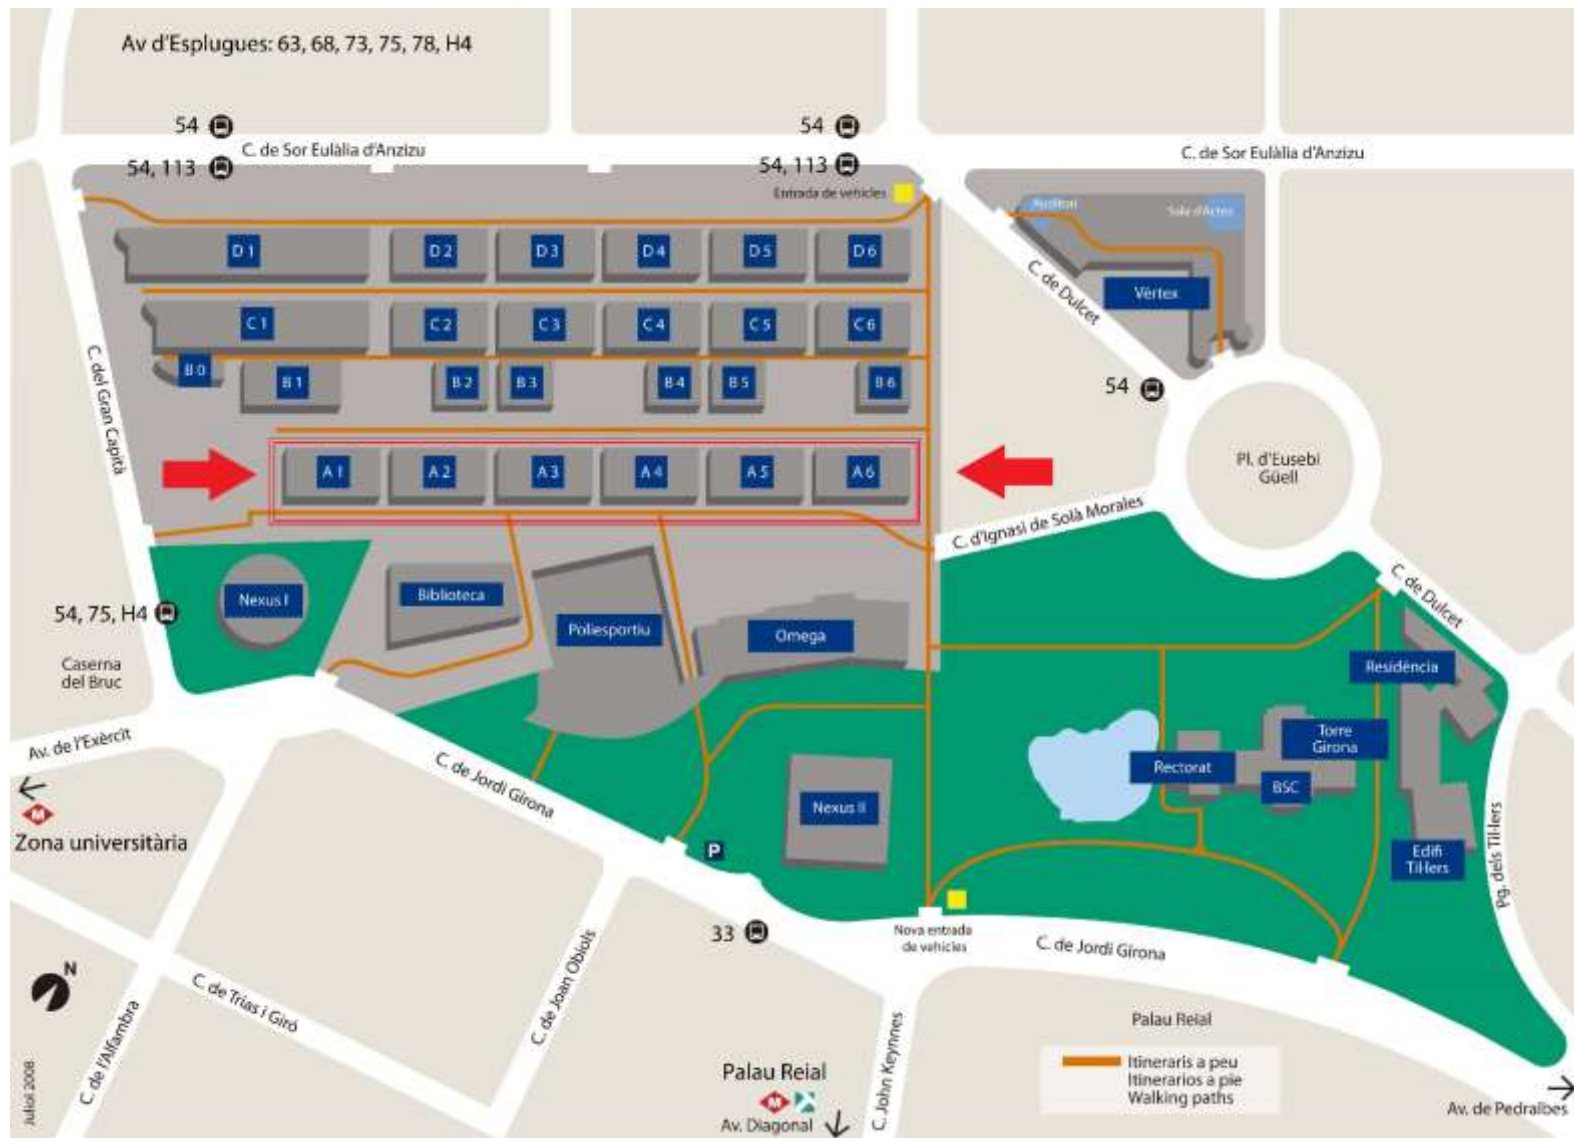 Av d'Esplugues: 63, 68, 73, 75, 78, H4
54
54
C. de Sor Eulàlia d'Anzizu
C. de Sor Eulàlia d'Anzizu
54, 113
54, 113
Entrada de vehicles
Auditori
Sala d'Actes
D1
D2
D3
D4
D5
D6
C. de Dulcet
Vèrtex
C1
C2
C3
C4
C5
C6
C. del Gran Capità
B0
B1
B2
B3
B4
B5
B6
54
A1
A2
A3
A4
A5
A6
Pl. d'Eusebi
Güell
C. d'Ignasi de Solà Morales
Nexus I
Biblioteca
Poliesportiu
Omega
C. de Dulcet
54, 75, H4
Caserna
del Bruc
Residència
Av. de l'Exèrcit
C. de Jordi Girona
Torre
Girona
Rectorat
BSC
Nexus II
M
Zona universitària
P
Edifi
Til·lers
Pg. dels Til·lers
33
Nova entrada
de vehicles
C. de Jordi Girona
N
C. de Trias i Giró
C. de Joan Obiols
C. de l'Alfambra
C. John Keynnes
Palau Reial
Juliol 2008
Palau Reial
M
Av. Diagonal
Itineraris a peu
Itinerarios a pie
Walking paths
Av. de Pedralbes